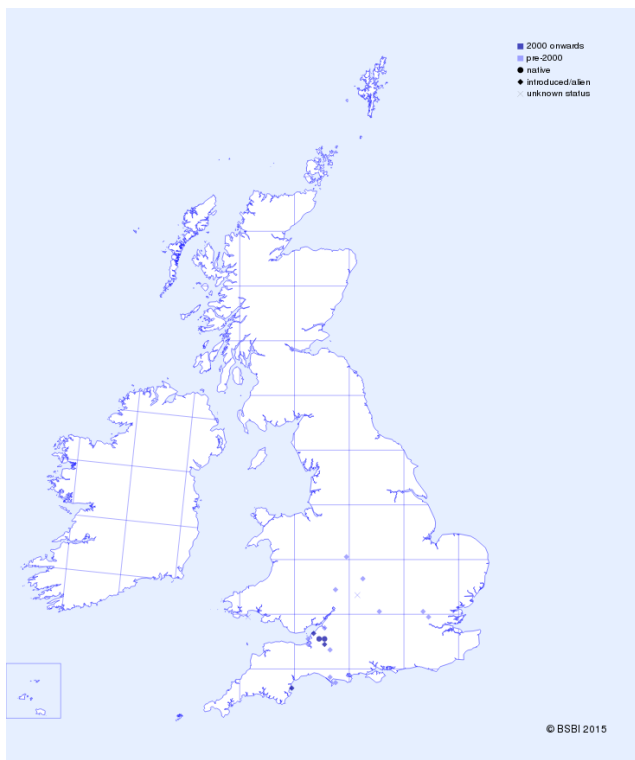 2000 onwards
pre-2000
native
introduced/alien
unknown status
© BSBI 2015